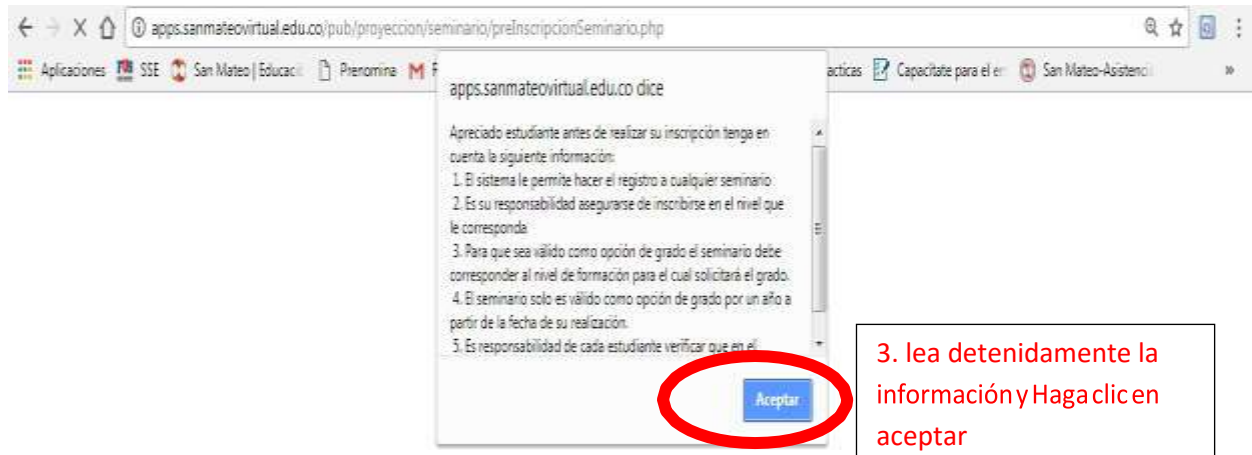 apps.sanmateovirtual.edu.co/pub/proyeccion/seminario/preInscripcionSeminario.php
Aplicaciones SSE San Mateo | Educaci Prenomina acticas Capacítate para el e San Mateo-Asistenci »
apps.sanmateovirtual.edu.co dice
Apreciado estudiante antes de realizar su inscripción tenga en
cuenta la siguiente información:
1. El sistema le permite hacer el registro a cualquier seminario
2. Es su responsabilidad asegurarse de inscribirse en el nivel que
le corresponda
3. Para que sea válido como opción de grado el seminario debe
corresponder al nivel de formación para el cual solicitará el grado.
4. El seminario solo es válido como opción de grado por un año a
partir de la fecha de su realización.
5. Es responsabilidad de cada estudiante verificar que en el
Aceptar
3. lea detenidamente la
información y Haga clic en
aceptar